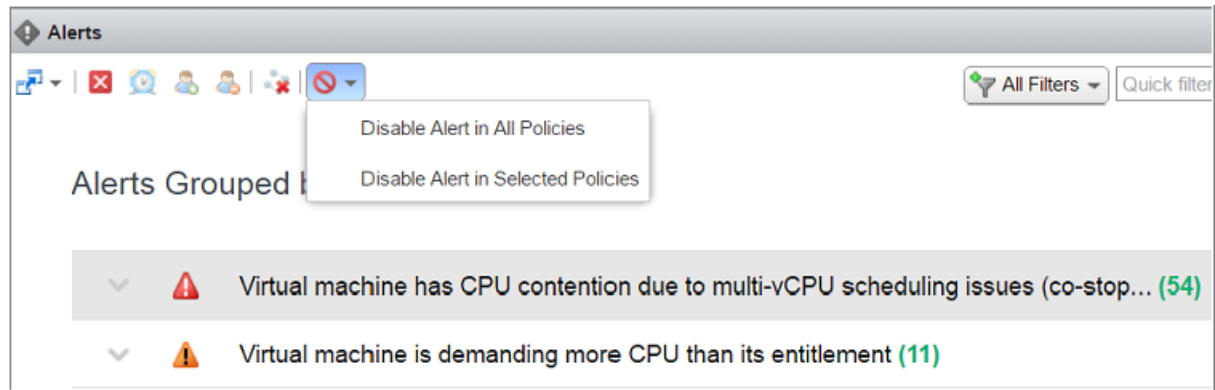 Alerts
All Filters Quick filter
Disable Alert in All Policies
Disable Alert in Selected Policies
Alerts Grouped
Virtual machine has CPU contention due to multi-vCPU scheduling issues (co-stop... (54)
Virtual machine is demanding more CPU than its entitlement (11)